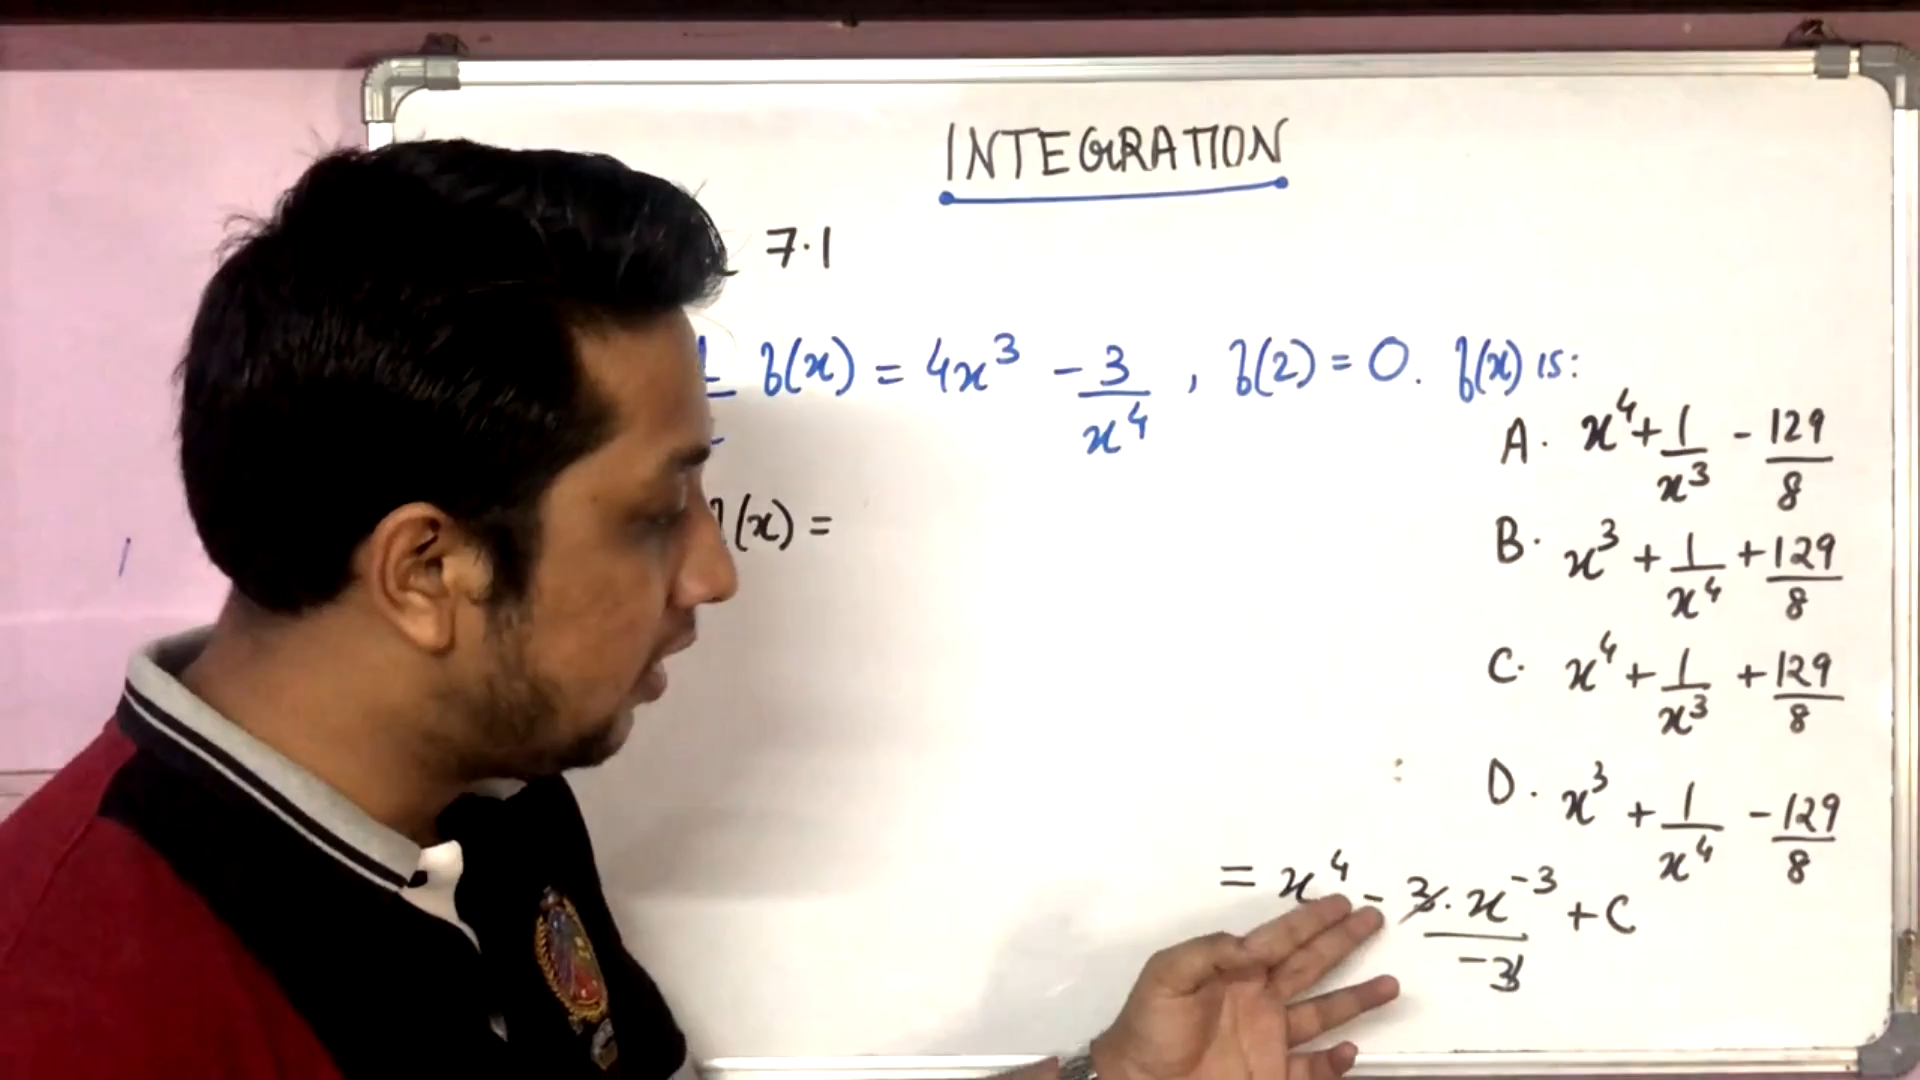 INTEGRATION
7.1
f(x) = 4x³ - 3/x⁴ , f(2) = 0. f(x) is:
A. x⁴ + 1/x³ - 129/8
f(x) =
B. x³ + 1/x⁴ + 129/8
C. x⁴ + 1/x³ + 129/8
D. x³ + 1/x⁴ - 129/8
= x⁴ - 3.x⁻³/-3 + C